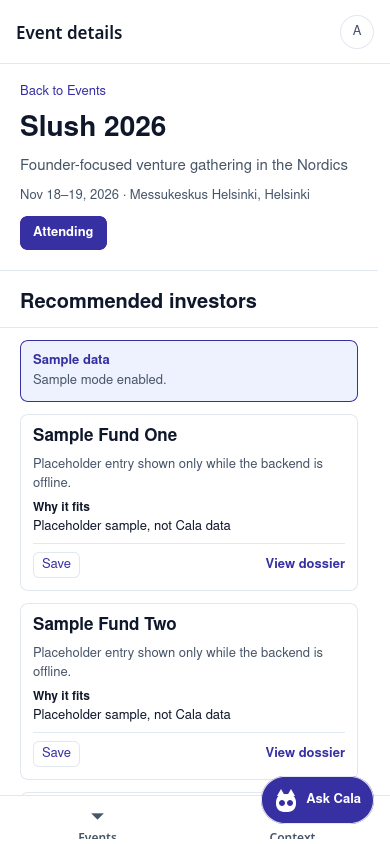 Event details
A
Back to Events
Slush 2026
Founder-focused venture gathering in the Nordics
Nov 18–19, 2026 · Messukeskus Helsinki, Helsinki
Attending
Recommended investors
Sample data
Sample mode enabled.
Sample Fund One
Placeholder entry shown only while the backend is
offline.
Why it fits
Placeholder sample, not Cala data
Save
View dossier
Sample Fund Two
Placeholder entry shown only while the backend is
offline.
Why it fits
Placeholder sample, not Cala data
Save
View dossier
Ask Cala
Events
Context